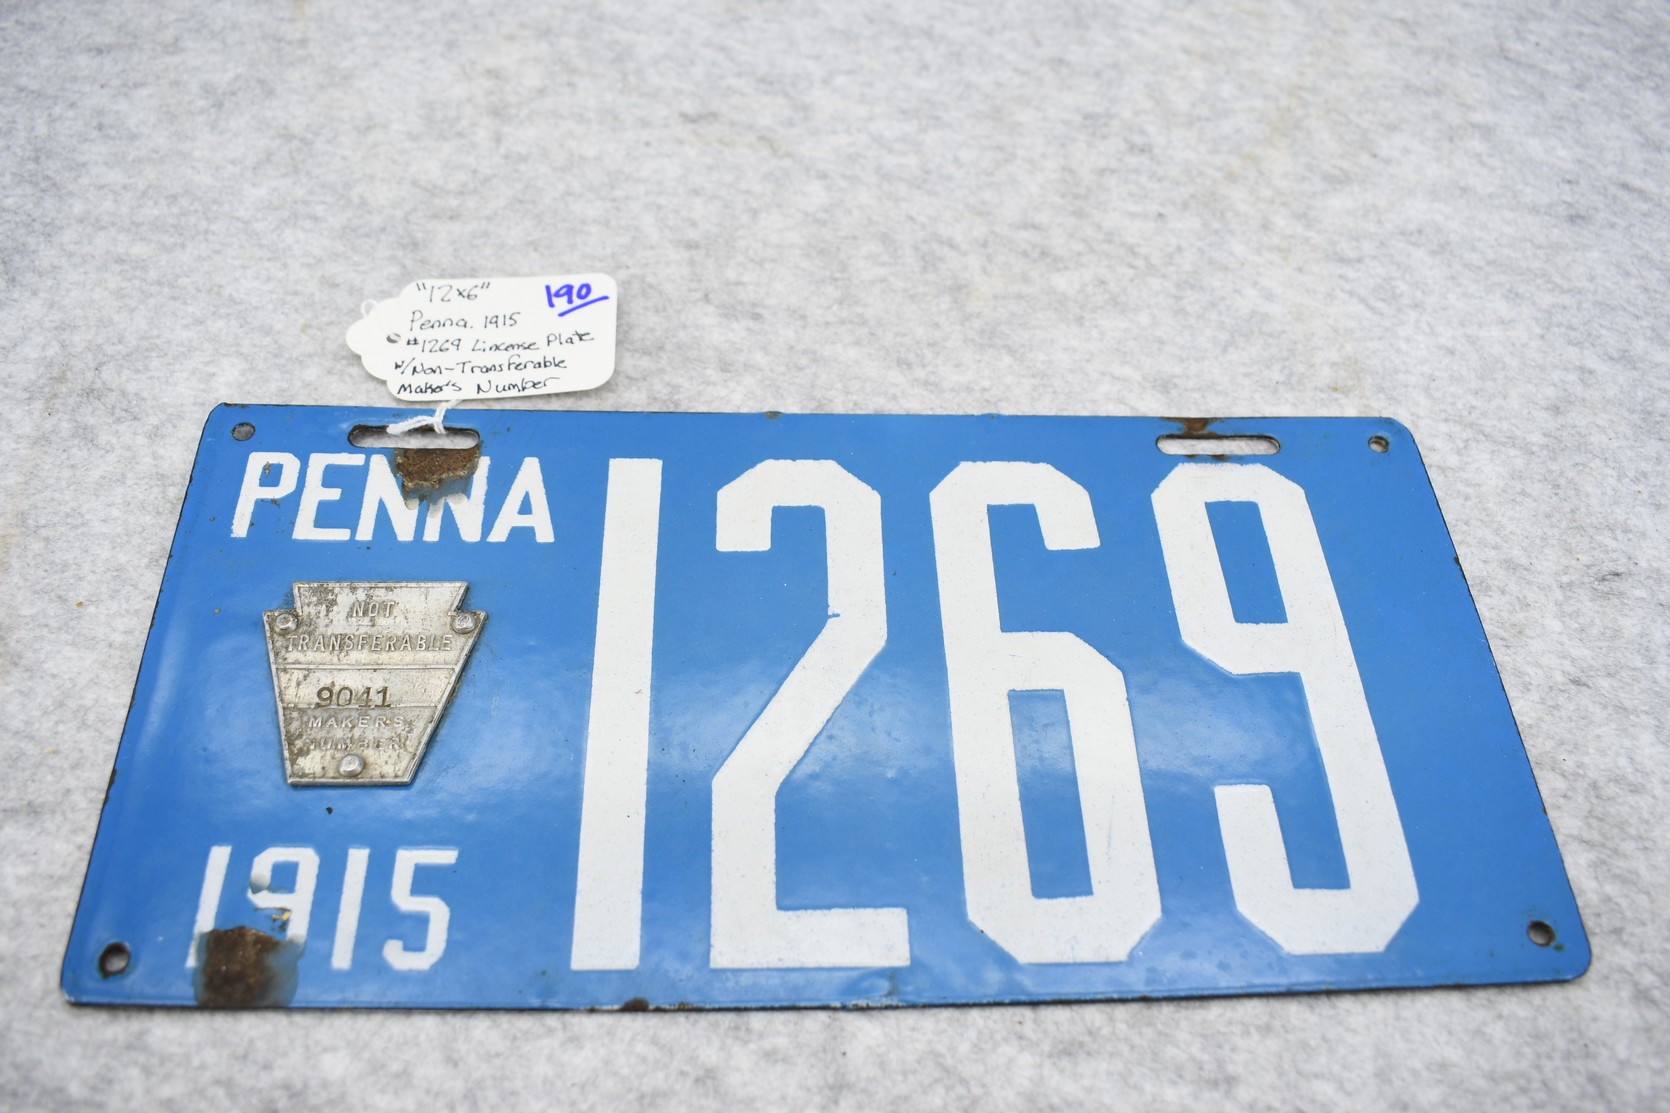 "12x6"
190
Penna. 1915
#1269 Lincense Plate
w/Non-Transferable
Maker's Number
PENNA
1269
NOT
TRANSFERABLE
9041
MAKERS
NUMBER
1915